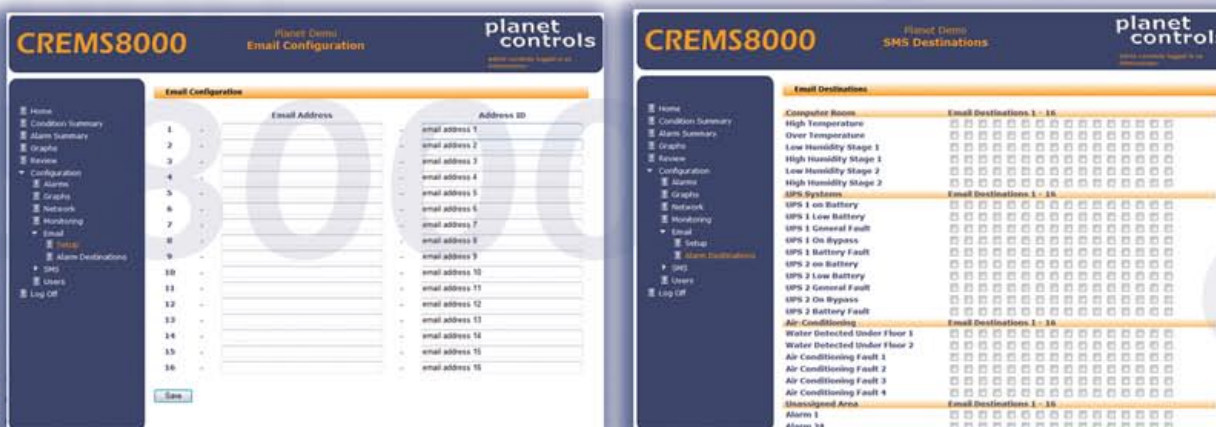 CREMS8000
Planet Demo
Email Configuration
planet
controls
Home
Condition Summary
Alarm Summary
Graphs
Review
Configuration
Alarms
Graphs
Network
Monitoring
Email
Setup
Alarm Destinations
SMS
Users
Log Off
Email Configuration
Email Address Address ID
1 - - email address 1
2 - - email address 2
3 - - email address 3
4 - - email address 4
5 - - email address 5
6 - - email address 6
7 - - email address 7
8 - - email address 8
9 - - email address 9
10 - - email address 10
11 - - email address 11
12 - - email address 12
13 - - email address 13
14 - - email address 14
15 - - email address 15
16 - - email address 16
Save
CREMS8000
Planet Demo
SMS Destinations
planet
controls
Home
Condition Summary
Alarm Summary
Graphs
Review
Configuration
Alarms
Graphs
Network
Monitoring
Email
Setup
Alarm Destinations
SMS
Users
Log Off
Email Destinations
Computer Room Email Destinations 1 - 16
High Temperature
Over Temperature
Low Humidity Stage 1
High Humidity Stage 1
Low Humidity Stage 2
High Humidity Stage 2
UPS Systems Email Destinations 1 - 16
UPS 1 on Battery
UPS 1 Low Battery
UPS 1 General Fault
UPS 1 On Bypass
UPS 1 Battery Fault
UPS 2 on Battery
UPS 2 Low Battery
UPS 2 General Fault
UPS 2 On Bypass
UPS 2 Battery Fault
Air-Conditioning Email Destinations 1 - 16
Water Detected Under Floor 1
Water Detected Under Floor 2
Air Conditioning Fault 1
Air Conditioning Fault 2
Air Conditioning Fault 3
Air Conditioning Fault 4
Unassigned Area Email Destinations 1 - 16
Alarm 1
8000